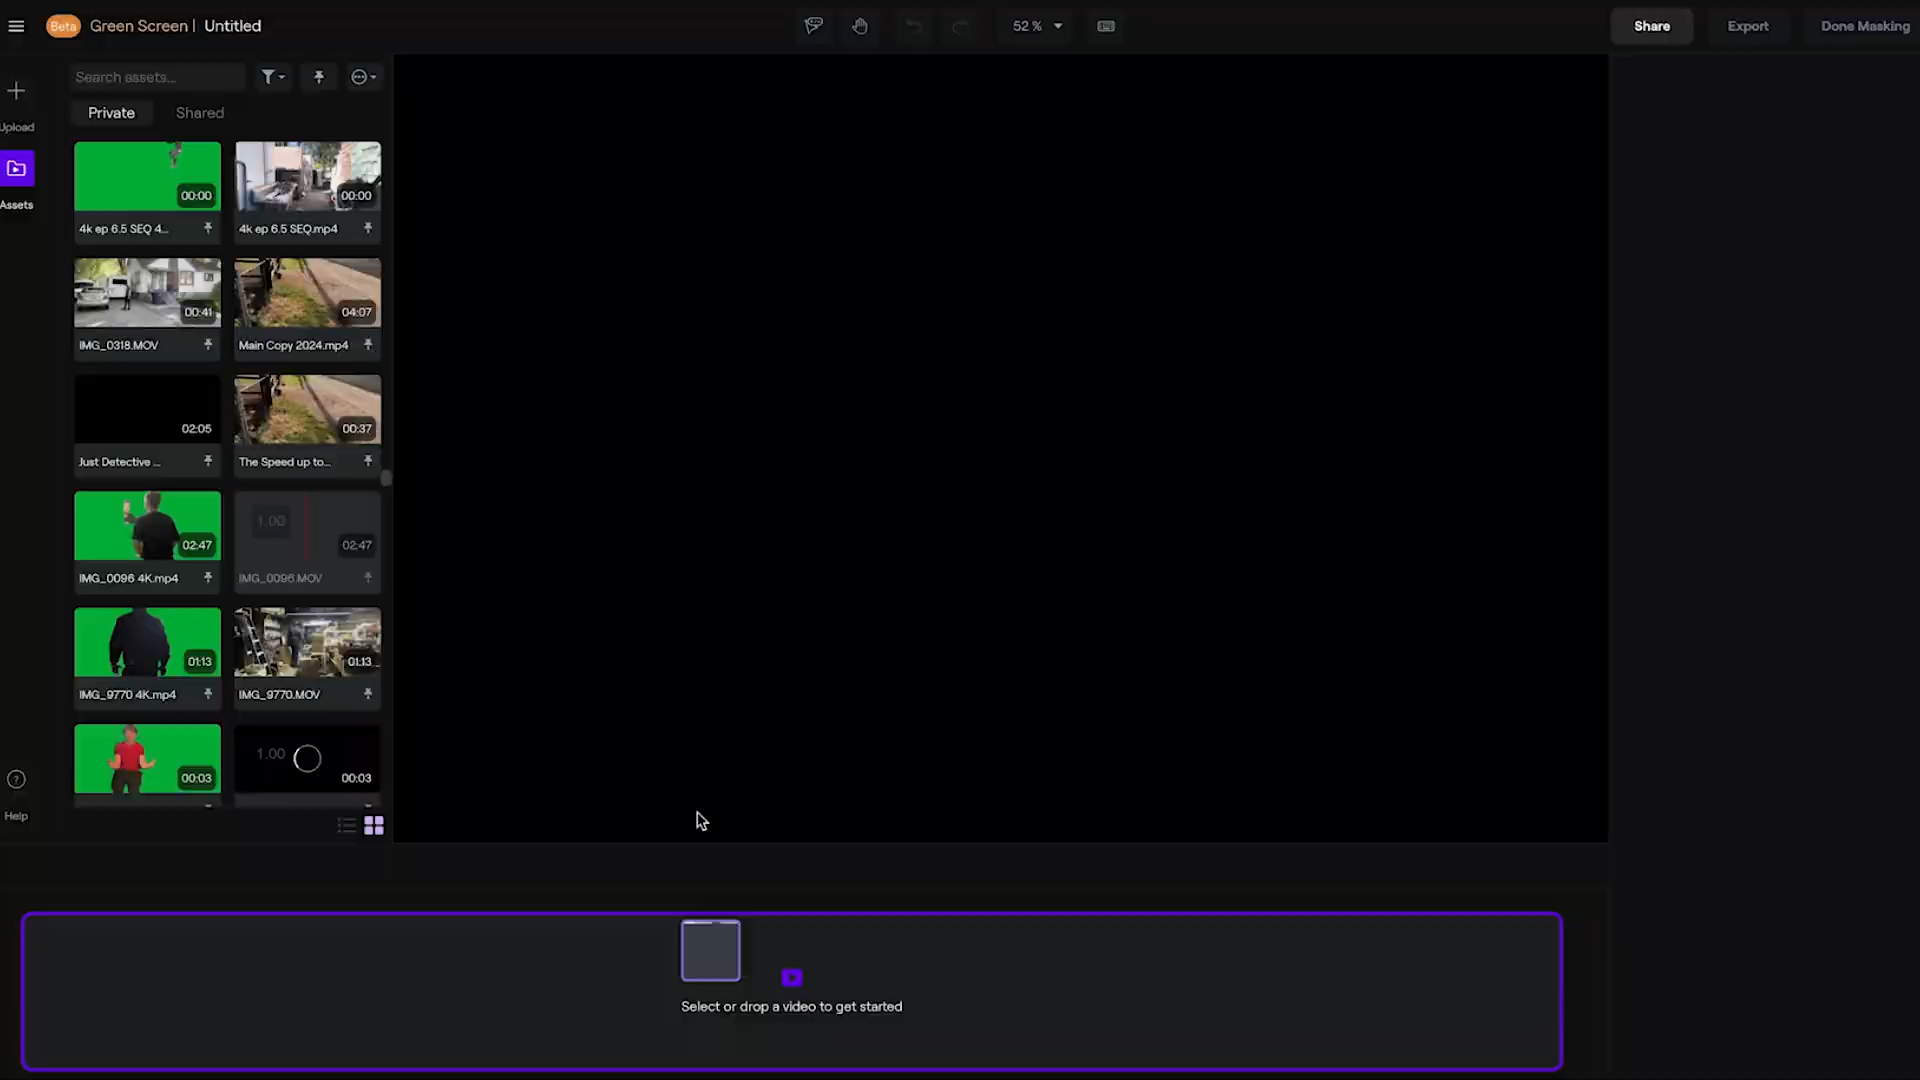 Beta Green Screen | Untitled
52 %
Share
Export
Done Masking
Upload
Assets
Help
Search assets...
Private
Shared
00:00
00:00
4k ep 6.5 SEQ 4...
4k ep 6.5 SEQ.mp4
00:41
04:07
IMG_0318.MOV
Main Copy 2024.mp4
02:05
00:37
Just Detective ...
The Speed up to...
02:47
1.00
02:47
IMG_0096 4K.mp4
IMG_0096.MOV
01:13
01:13
IMG_9770 4K.mp4
IMG_9770.MOV
00:03
1.00
00:03
Select or drop a video to get started